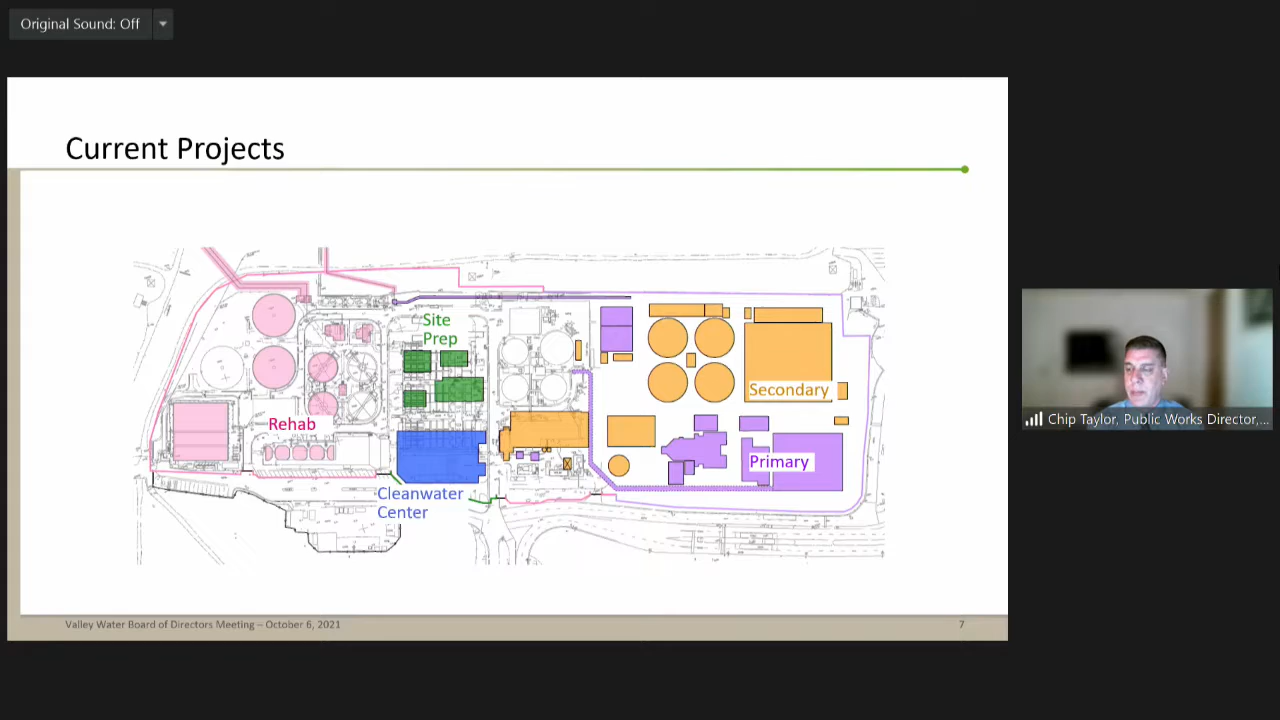 Original Sound: Off
Current Projects
Site
Prep
Rehab
Secondary
Primary
Cleanwater
Center
Chip Taylor, Public Works Director,...
Valley Water Board of Directors Meeting – October 6, 2021
7